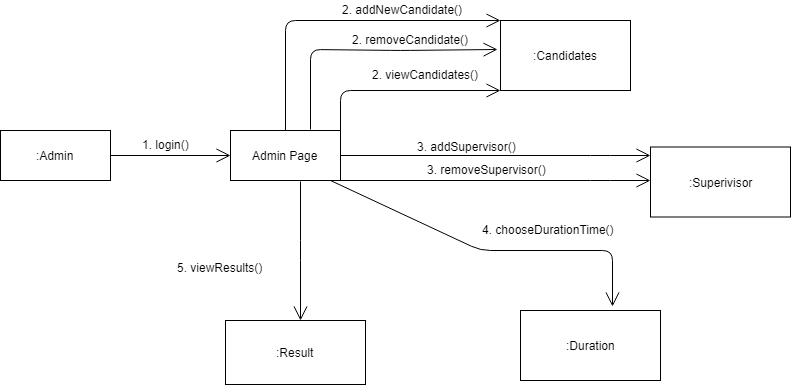 2. addNewCandidate()
2. removeCandidate()
:Candidates
2. viewCandidates()
1. login()
3. addSupervisor()
:Admin
Admin Page
3. removeSupervisor()
:Superivisor
4. chooseDurationTime()
5. viewResults()
:Duration
:Result